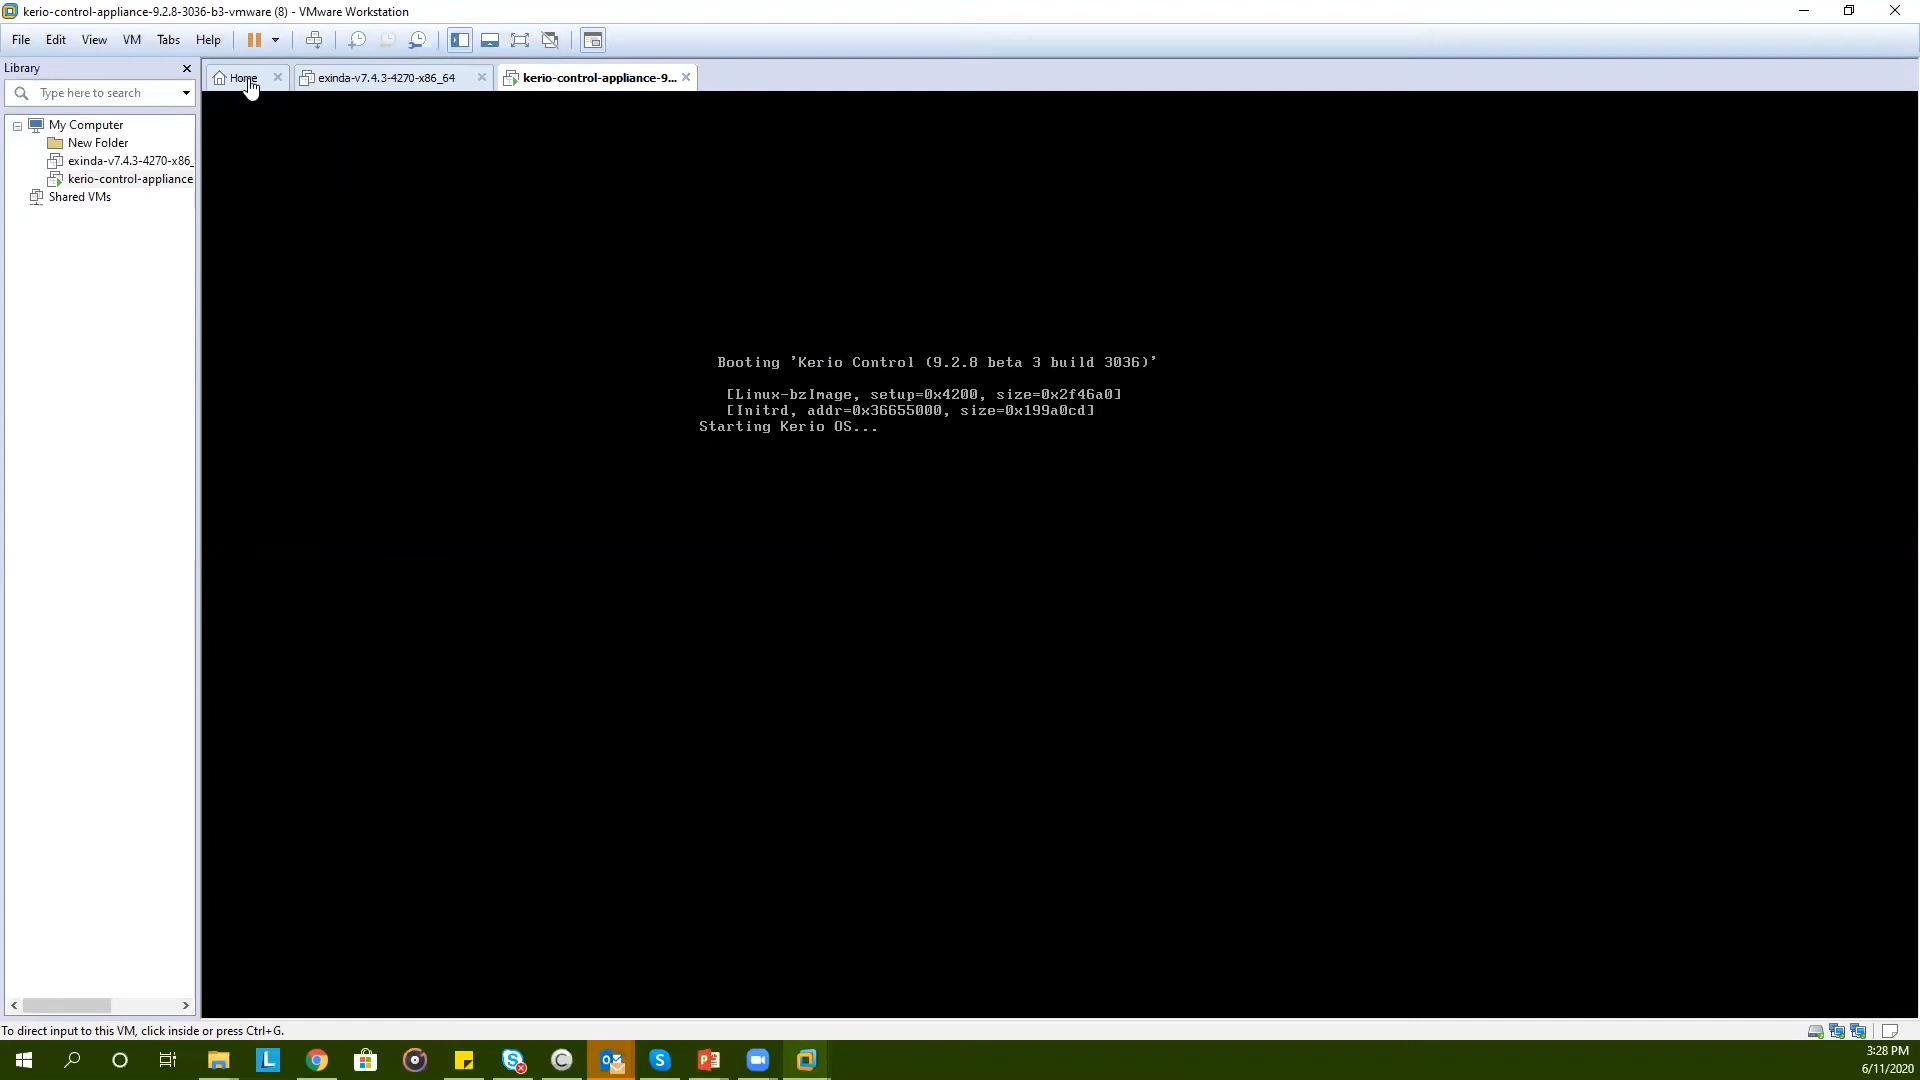 kerio-control-appliance-9.2.8-3036-b3-vmware (8) - VMware Workstation
File Edit View VM Tabs Help
Library
Type here to search
Home
exinda-v7.4.3-4270-x86_64
kerio-control-appliance-9...
My Computer
New Folder
exinda-v7.4.3-4270-x86_
kerio-control-appliance
Shared VMs
Booting 'Kerio Control (9.2.8 beta 3 build 3036)'
[Linux-bzImage, setup=0x4200, size=0x2f46a0]
[Initrd, addr=0x36655000, size=0x199a0cd]
Starting Kerio OS...
To direct input to this VM, click inside or press Ctrl+G.
3:28 PM
6/11/2020